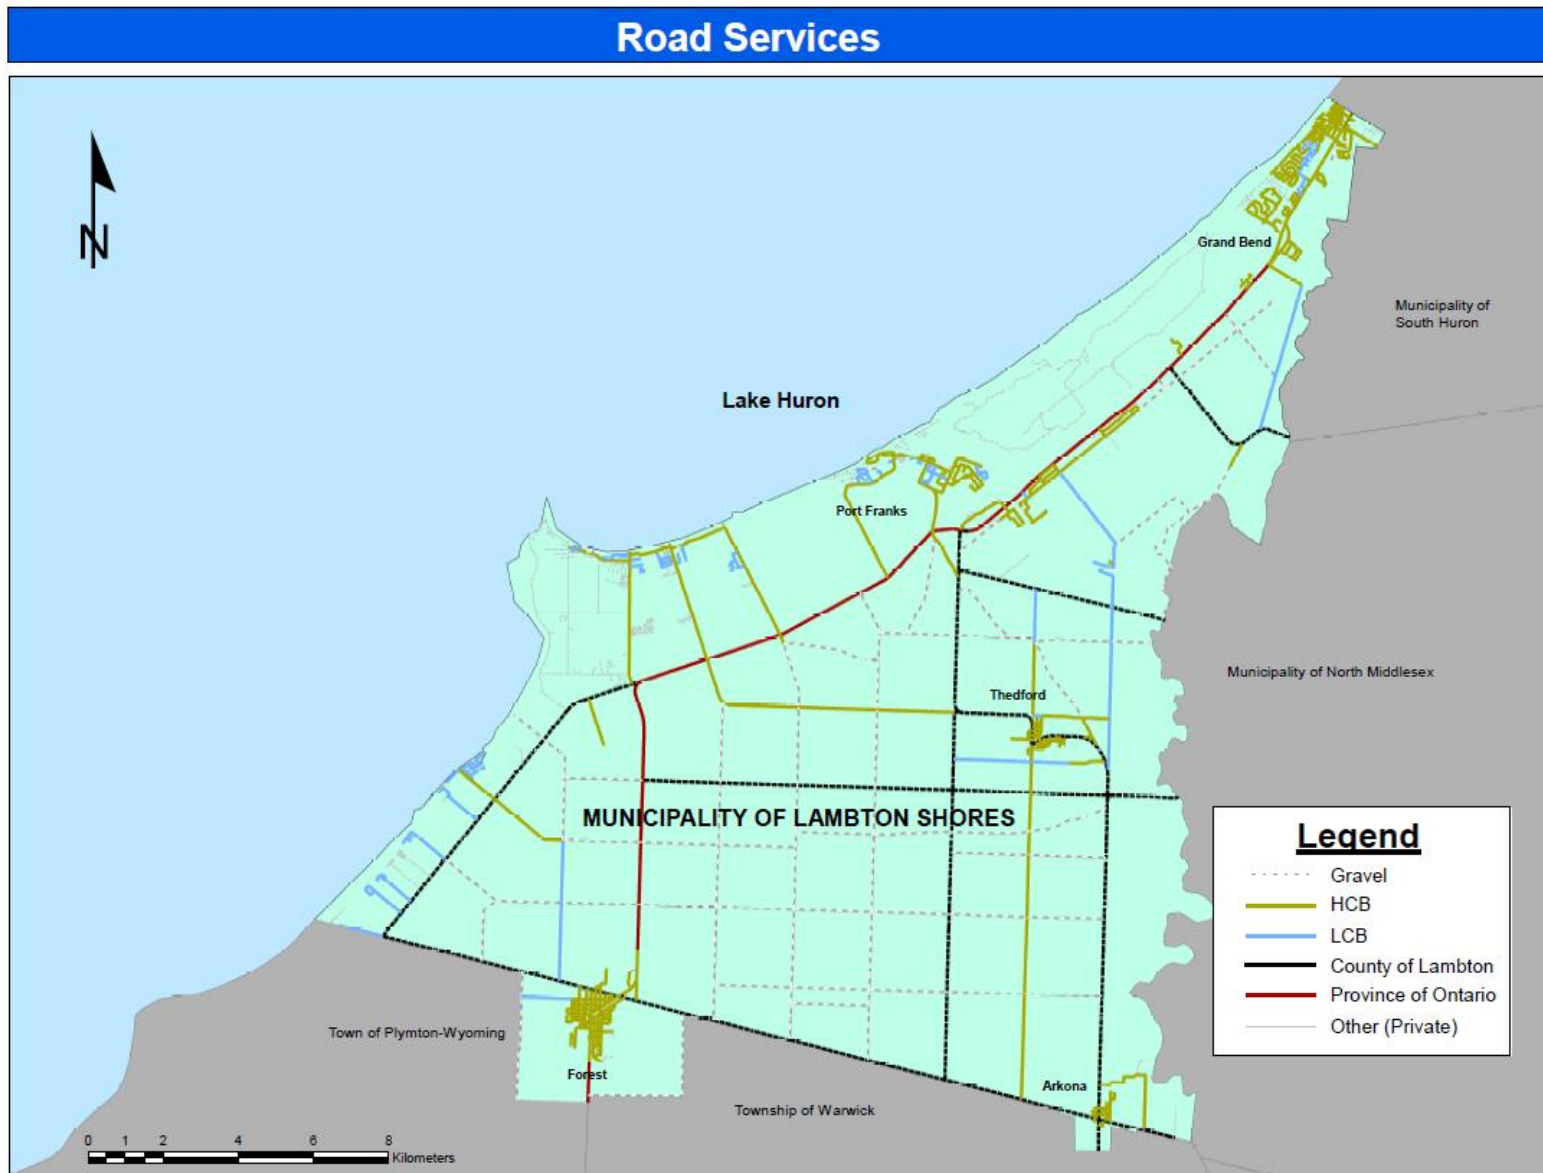 Road Services
N
Grand Bend
Municipality of
South Huron
Lake Huron
Port Franks
Municipality of North Middlesex
Thedford
MUNICIPALITY OF LAMBTON SHORES
Legend
Gravel
HCB
LCB
County of Lambton
Province of Ontario
Other (Private)
Town of Plymton-Wyoming
Forest
Arkona
Township of Warwick
0 1 2 4 6 8
Kilometers